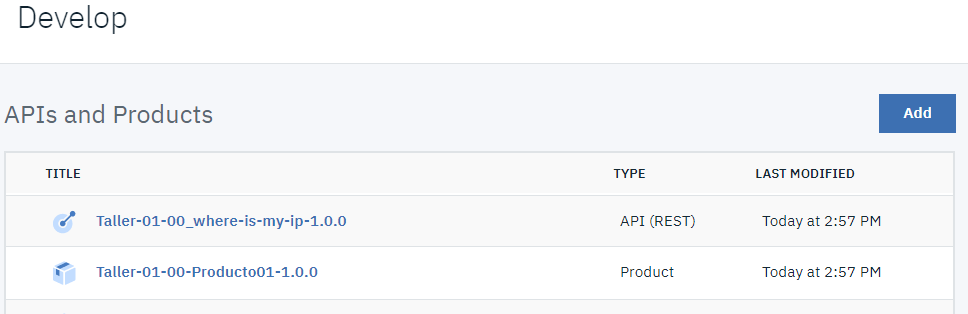 Develop
APIs and Products
Add
TITLE TYPE LAST MODIFIED
Taller-01-00_where-is-my-ip-1.0.0 API (REST) Today at 2:57 PM
Taller-01-00-Producto01-1.0.0 Product Today at 2:57 PM